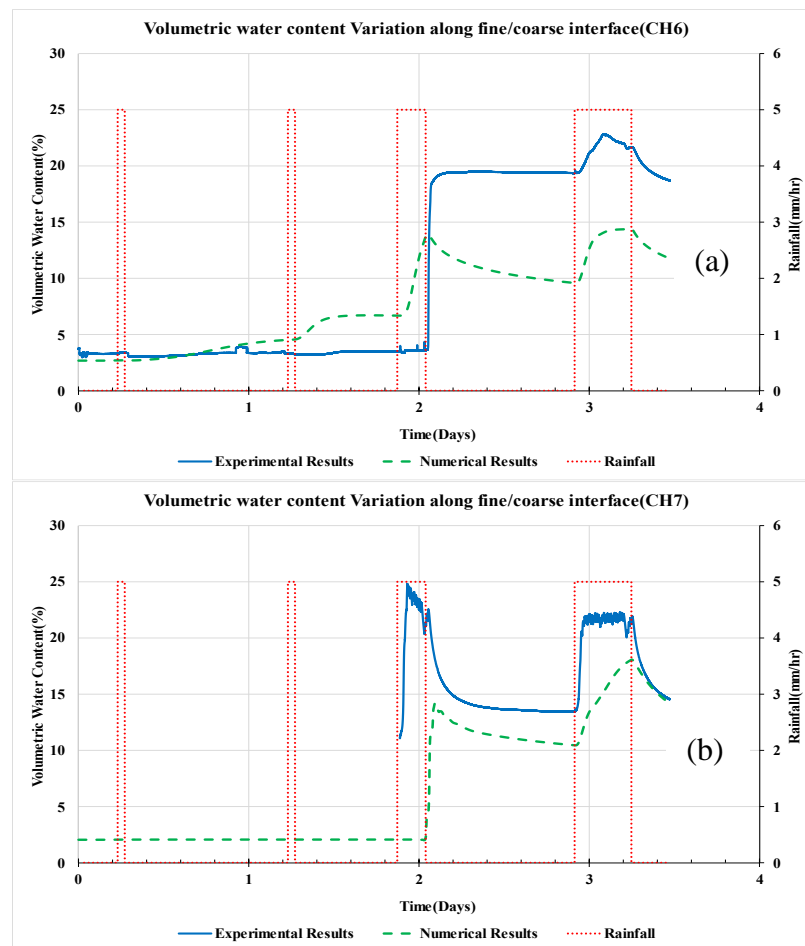 Volumetric water content Variation along fine/coarse interface(CH6)
Volumetric Water Content(%)
30
25
20
15
10
5
0
0 1 2 3 4
Time(Days)
6
5
4
3
2
1
0
Rainfall(mm/hr)
(a)
Experimental Results Numerical Results Rainfall
Volumetric water content Variation along fine/coarse interface(CH7)
Volumetric Water Content(%)
30
25
20
15
10
5
0
0 1 2 3 4
Time(Days)
6
5
4
3
2
1
0
Rainfall(mm/hr)
(b)
Experimental Results Numerical Results Rainfall